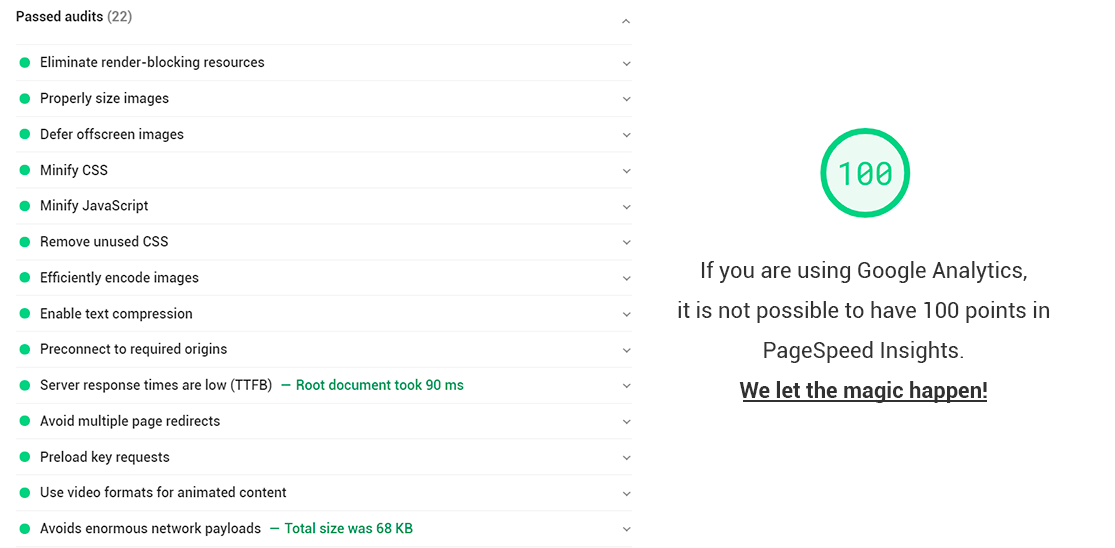 Passed audits (22)
Eliminate render-blocking resources
Properly size images
Defer offscreen images
Minify CSS
Minify JavaScript
Remove unused CSS
Efficiently encode images
Enable text compression
Preconnect to required origins
Server response times are low (TTFB) — Root document took 90 ms
Avoid multiple page redirects
Preload key requests
Use video formats for animated content
Avoids enormous network payloads — Total size was 68 KB
100
If you are using Google Analytics,
it is not possible to have 100 points in
PageSpeed Insights.
We let the magic happen!